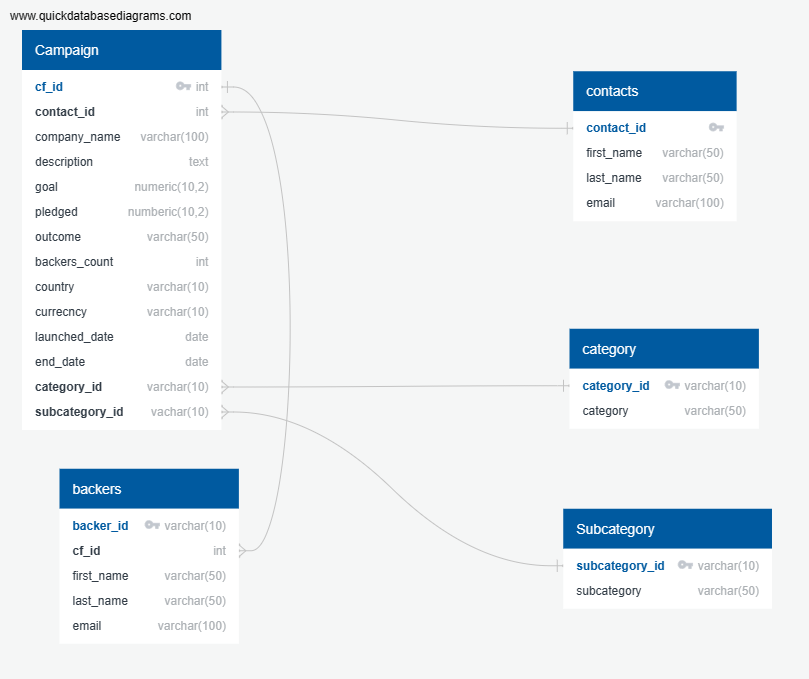 www.quickdatabasediagrams.com
Campaign
cf_id int
contact_id int
company_name varchar(100)
description text
goal numeric(10,2)
pledged numberic(10,2)
outcome varchar(50)
backers_count int
country varchar(10)
currecncy varchar(10)
launched_date date
end_date date
category_id varchar(10)
subcategory_id vachar(10)
contacts
contact_id
first_name varchar(50)
last_name varchar(50)
email varchar(100)
category
category_id varchar(10)
category varchar(50)
backers
backer_id varchar(10)
cf_id int
first_name varchar(50)
last_name varchar(50)
email varchar(100)
Subcategory
subcategory_id varchar(10)
subcategory varchar(50)